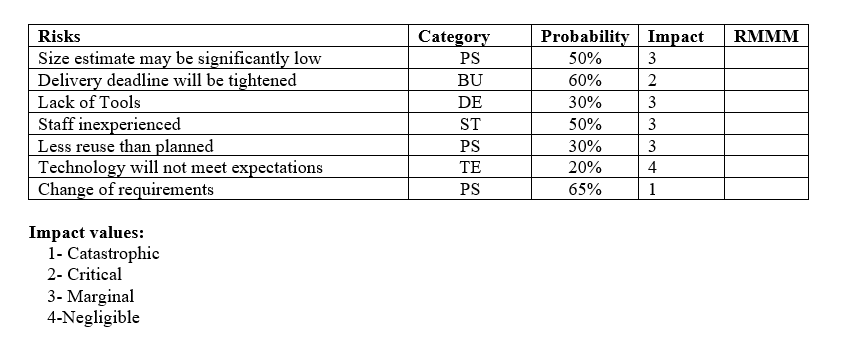 Risks Category Probability Impact RMMM
Size estimate may be significantly low PS 50% 3
Delivery deadline will be tightened BU 60% 2
Lack of Tools DE 30% 3
Staff inexperienced ST 50% 3
Less reuse than planned PS 30% 3
Technology will not meet expectations TE 20% 4
Change of requirements PS 65% 1
Impact values:
1- Catastrophic
2- Critical
3- Marginal
4-Negligible